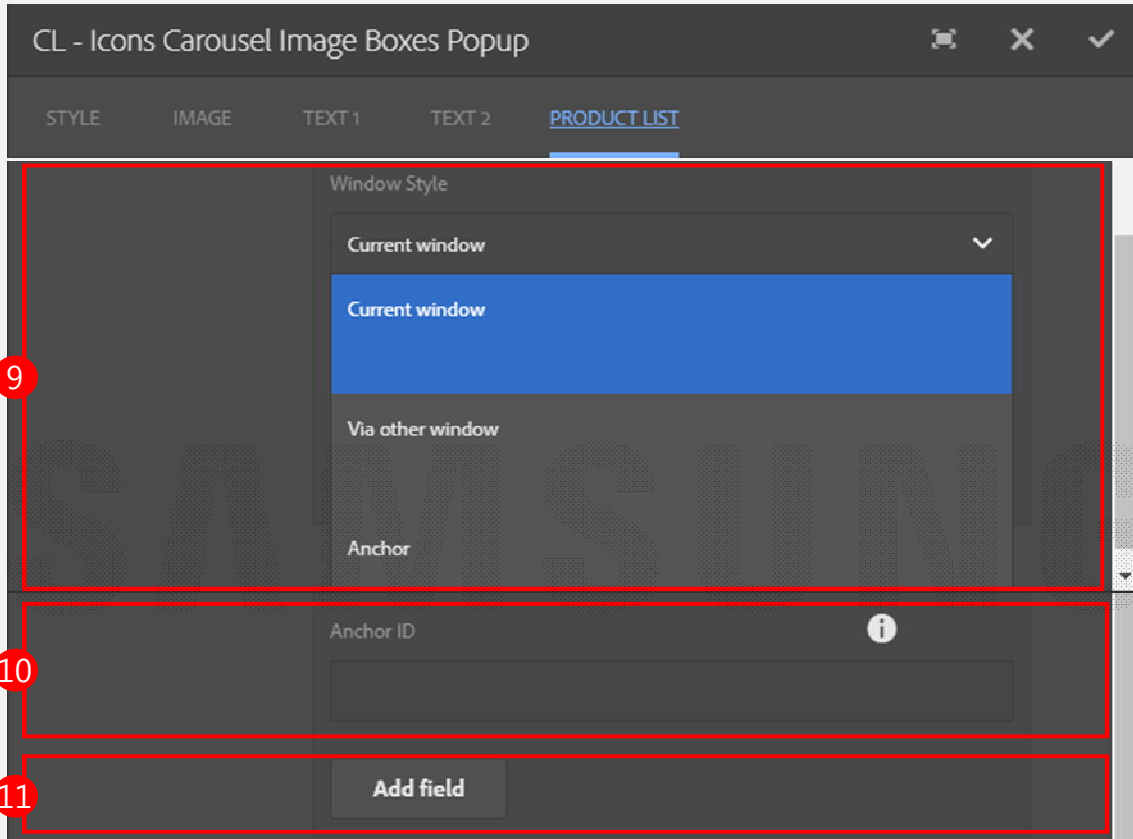 CL - Icons Carousel Image Boxes Popup
STYLE IMAGE TEXT 1 TEXT 2 PRODUCT LIST
Window Style
Current window
Current window
9
Via other window
SAMSUNG
Anchor
Anchor ID
10
Add field
11